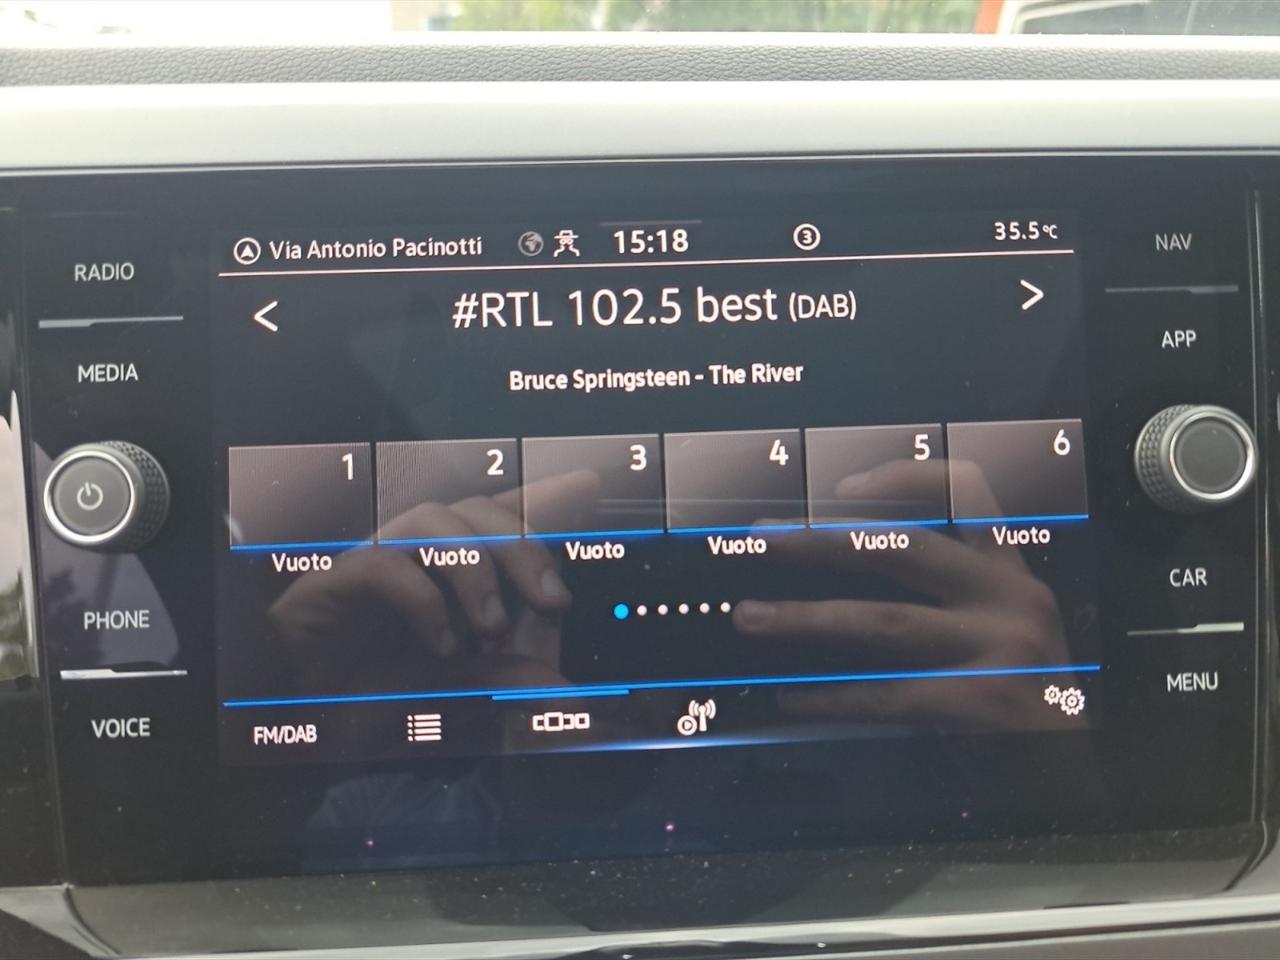 Via Antonio Pacinotti 15:18 3 35.5°C
RADIO
NAV
< #RTL 102.5 best (DAB) >
MEDIA
APP
Bruce Springsteen - The River
1 2 3 4 5 6
Vuoto Vuoto Vuoto Vuoto Vuoto Vuoto
PHONE
CAR
VOICE
MENU
FM/DAB